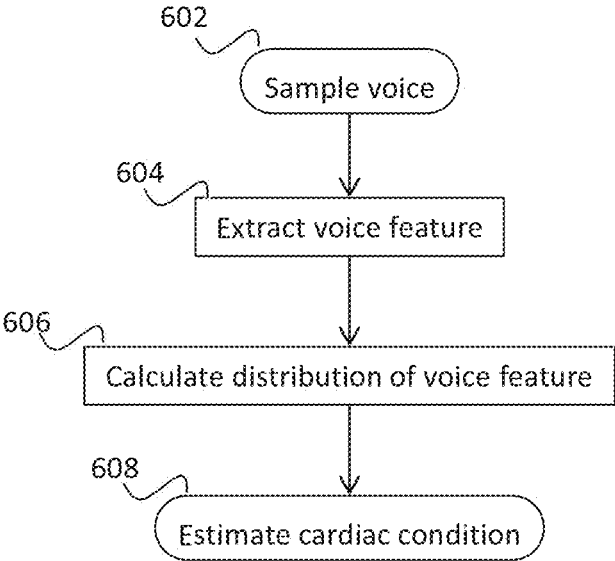 602
Sample voice
604
Extract voice feature
606
Calculate distribution of voice feature
608
Estimate cardiac condition